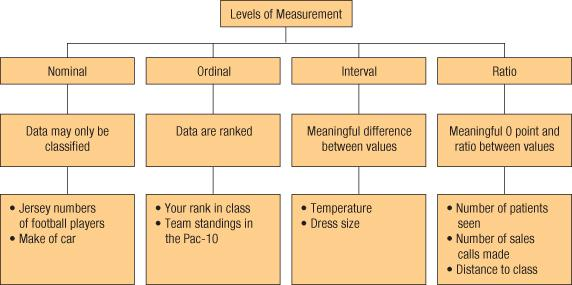 Levels of Measurement
Nominal
Ordinal
Interval
Ratio
Data may only be
classified
Data are ranked
Meaningful difference
between values
Meaningful 0 point and
ratio between values
• Jersey numbers
of football players
• Make of car
• Your rank in class
• Team standings in
the Pac-10
• Temperature
• Dress size
• Number of patients
seen
• Number of sales
calls made
• Distance to class